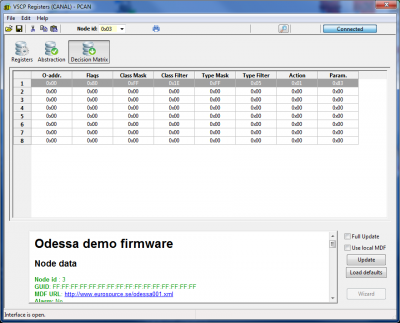 VSCP Registers (CANAL) - PCAN
File Edit Help
Node id: 0x03
Connected
Registers Abstraction Decision Matrix
O-addr. Flags Class Mask Class Filter Type Mask Type Filter Action Param.
1 0x00
2 0x00 0x00 0x00 0x00 0x00 0x00 0x00 0x00
3 0x00 0x00 0x00 0x00 0x00 0x00 0x00 0x00
4 0x00 0x00 0x00 0x00 0x00 0x00 0x00 0x00
5 0x00 0x00 0x00 0x00 0x00 0x00 0x00 0x00
6 0x00 0x00 0x00 0x00 0x00 0x00 0x00 0x00
7 0x00 0x00 0x00 0x00 0x00 0x00 0x00 0x00
8 0x00 0x00 0x00 0x00 0x00 0x00 0x00 0x00
Odessa demo firmware
Node data
Node id : 3
GUID: FF:FF:FF:FF:FF:FF:FF:FF:FF:FF:FF:FF:FF:FF:FF:FF
MDF URL: http://www.eurosource.se/odessa001.xml
Alarm: No
Full Update
Use local MDF
Update
Load defaults
Wizard
Interface is open.